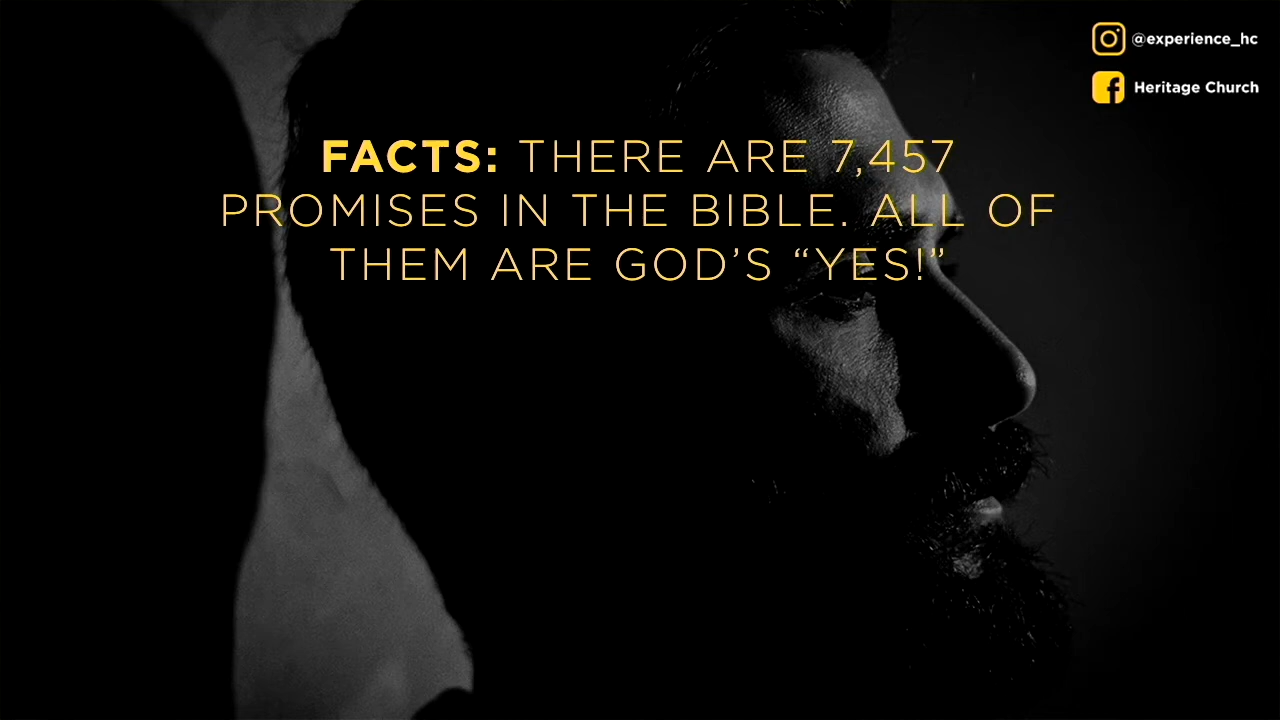 @experience_hc
Heritage Church
FACTS: THERE ARE 7,457
PROMISES IN THE BIBLE. ALL OF
THEM ARE GOD’S “YES!”